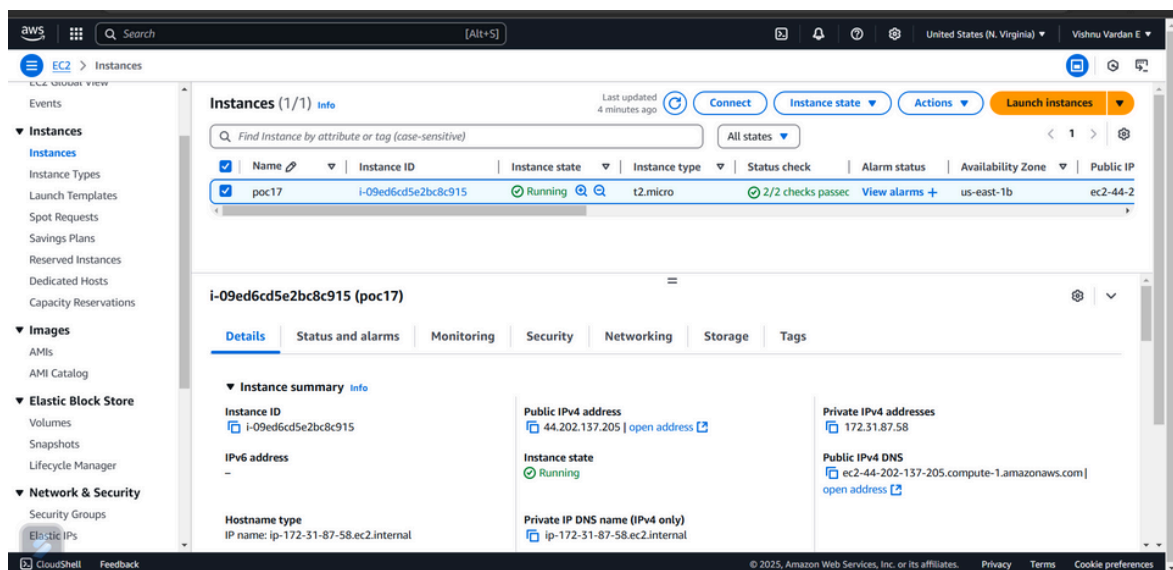 aws
Search [Alt+S] United States (N. Virginia) Vishnu Vardan E
EC2 > Instances
EC2 Global View
Events
Instances
Instances
Instance Types
Launch Templates
Spot Requests
Savings Plans
Reserved Instances
Dedicated Hosts
Capacity Reservations
Images
AMIs
AMI Catalog
Elastic Block Store
Volumes
Snapshots
Lifecycle Manager
Network & Security
Security Groups
Elastic IPs
Instances (1/1) Info
Last updated
4 minutes ago
Connect Instance state Actions Launch instances
Find Instance by attribute or tag (case-sensitive) All states 1
Name Instance ID Instance state Instance type Status check Alarm status Availability Zone Public IP
poc17 i-09ed6cd5e2bc8c915 Running t2.micro 2/2 checks passec View alarms + us-east-1b ec2-44-2
i-09ed6cd5e2bc8c915 (poc17)
Details Status and alarms Monitoring Security Networking Storage Tags
Instance summary Info
Instance ID
i-09ed6cd5e2bc8c915
Public IPv4 address
44.202.137.205 | open address
Private IPv4 addresses
172.31.87.58
IPv6 address
–
Instance state
Running
Public IPv4 DNS
ec2-44-202-137-205.compute-1.amazonaws.com |
open address
Hostname type
IP name: ip-172-31-87-58.ec2.internal
Private IP DNS name (IPv4 only)
ip-172-31-87-58.ec2.internal
CloudShell Feedback © 2025, Amazon Web Services, Inc. or its affiliates. Privacy Terms Cookie preferences